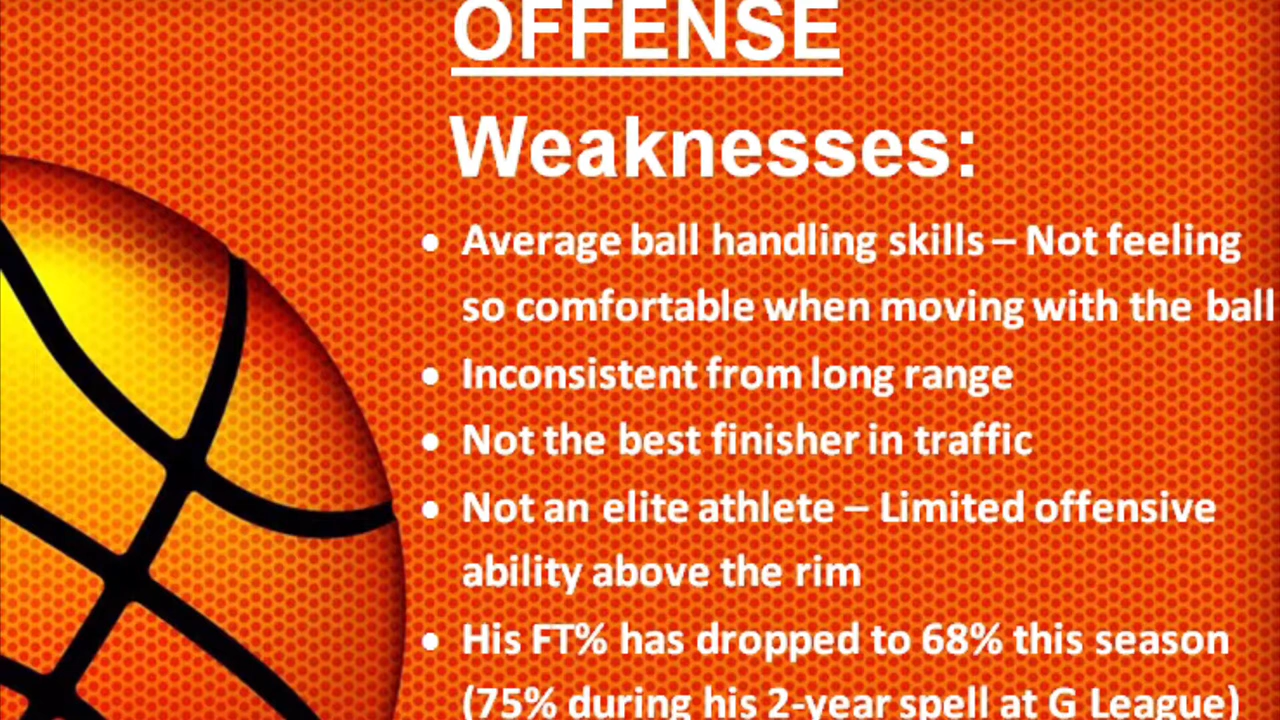 OFFENSE
Weaknesses:
• Average ball handling skills – Not feeling
so comfortable when moving with the ball
• Inconsistent from long range
• Not the best finisher in traffic
• Not an elite athlete – Limited offensive
ability above the rim
• His FT% has dropped to 68% this season
(75% during his 2-year spell at G League)